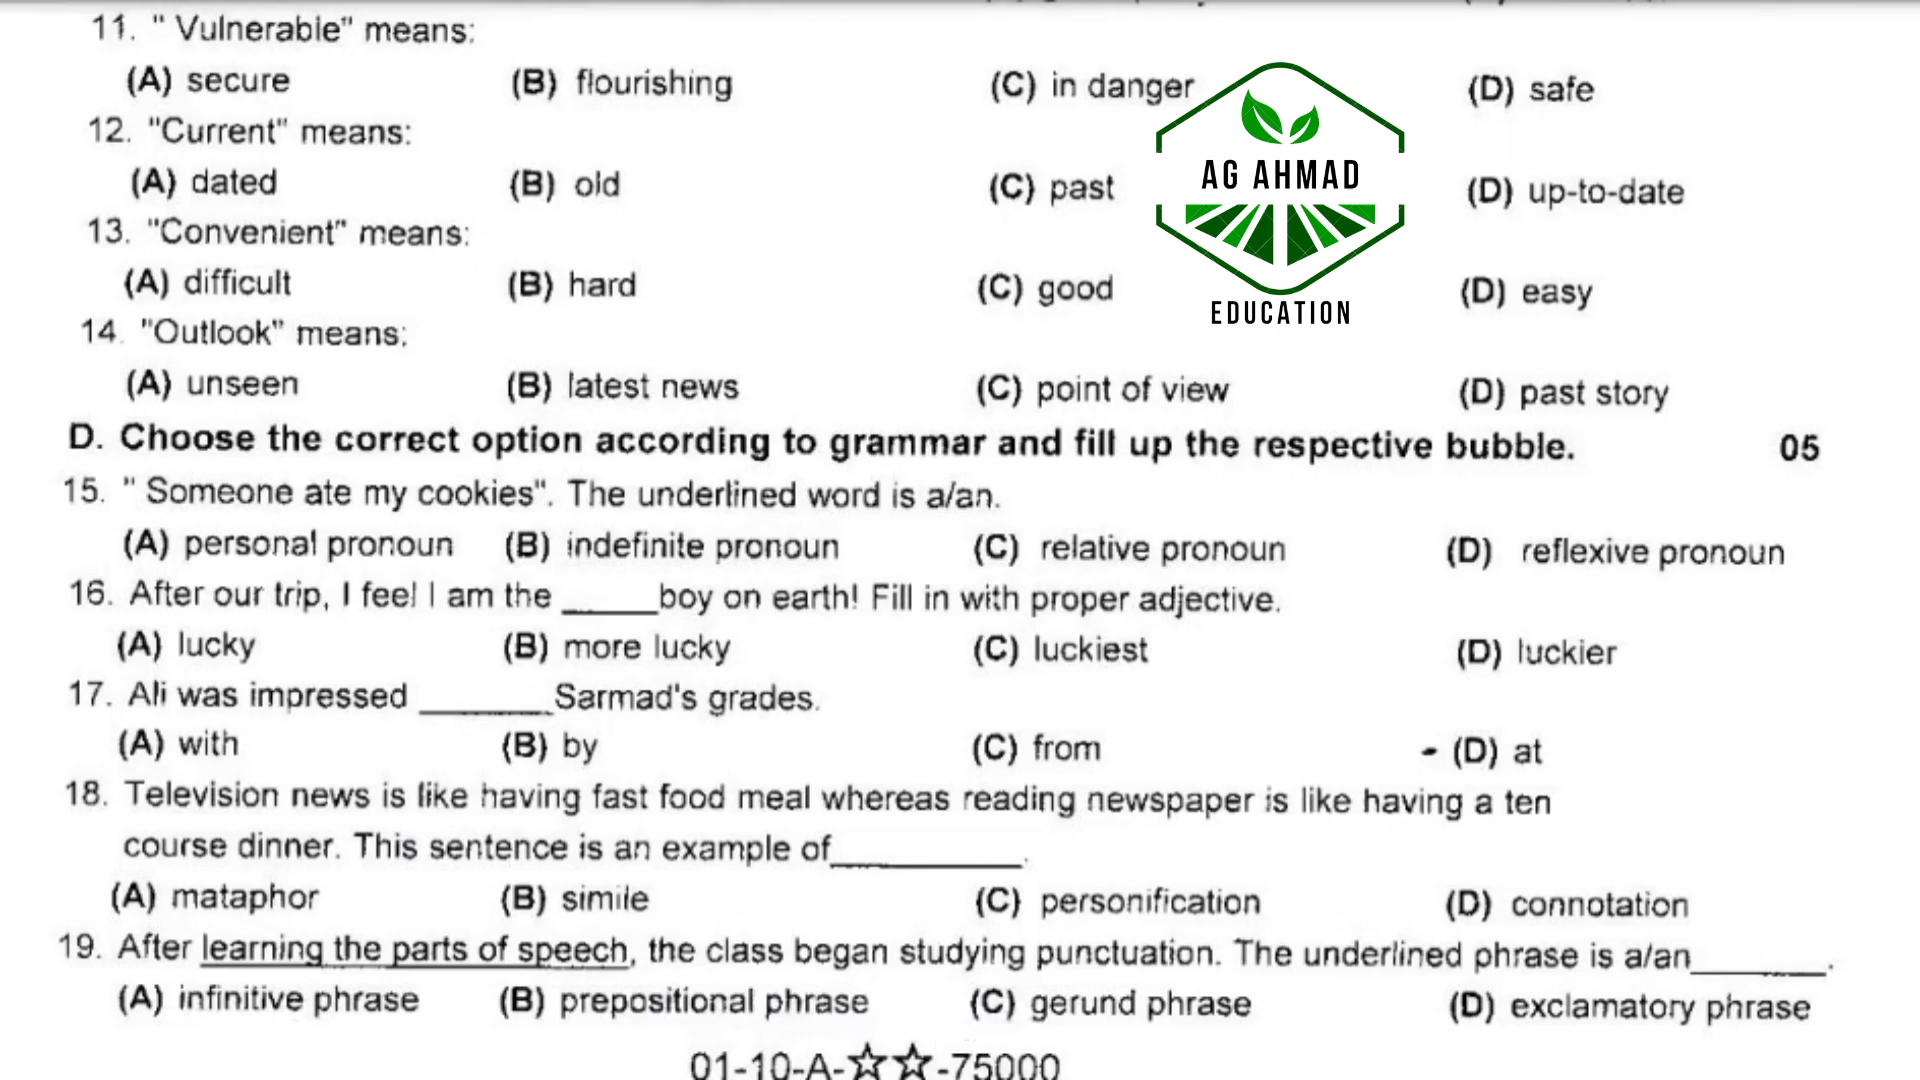 11. " Vulnerable" means:
(A) secure (B) flourishing (C) in danger (D) safe
12. "Current" means:
(A) dated (B) old (C) past (D) up-to-date
13. "Convenient" means:
(A) difficult (B) hard (C) good (D) easy
14. "Outlook" means:
(A) unseen (B) latest news (C) point of view (D) past story
AG AHMAD
EDUCATION
D. Choose the correct option according to grammar and fill up the respective bubble. 05
15. " Someone ate my cookies". The underlined word is a/an.
(A) personal pronoun (B) indefinite pronoun (C) relative pronoun (D) reflexive pronoun
16. After our trip, I feel I am the _____boy on earth! Fill in with proper adjective.
(A) lucky (B) more lucky (C) luckiest (D) luckier
17. Ali was impressed _______Sarmad's grades.
(A) with (B) by (C) from - (D) at
18. Television news is like having fast food meal whereas reading newspaper is like having a ten
course dinner. This sentence is an example of__________.
(A) mataphor (B) simile (C) personification (D) connotation
19. After learning the parts of speech, the class began studying punctuation. The underlined phrase is a/an_______.
(A) infinitive phrase (B) prepositional phrase (C) gerund phrase (D) exclamatory phrase
01-10-A-☆☆-75000